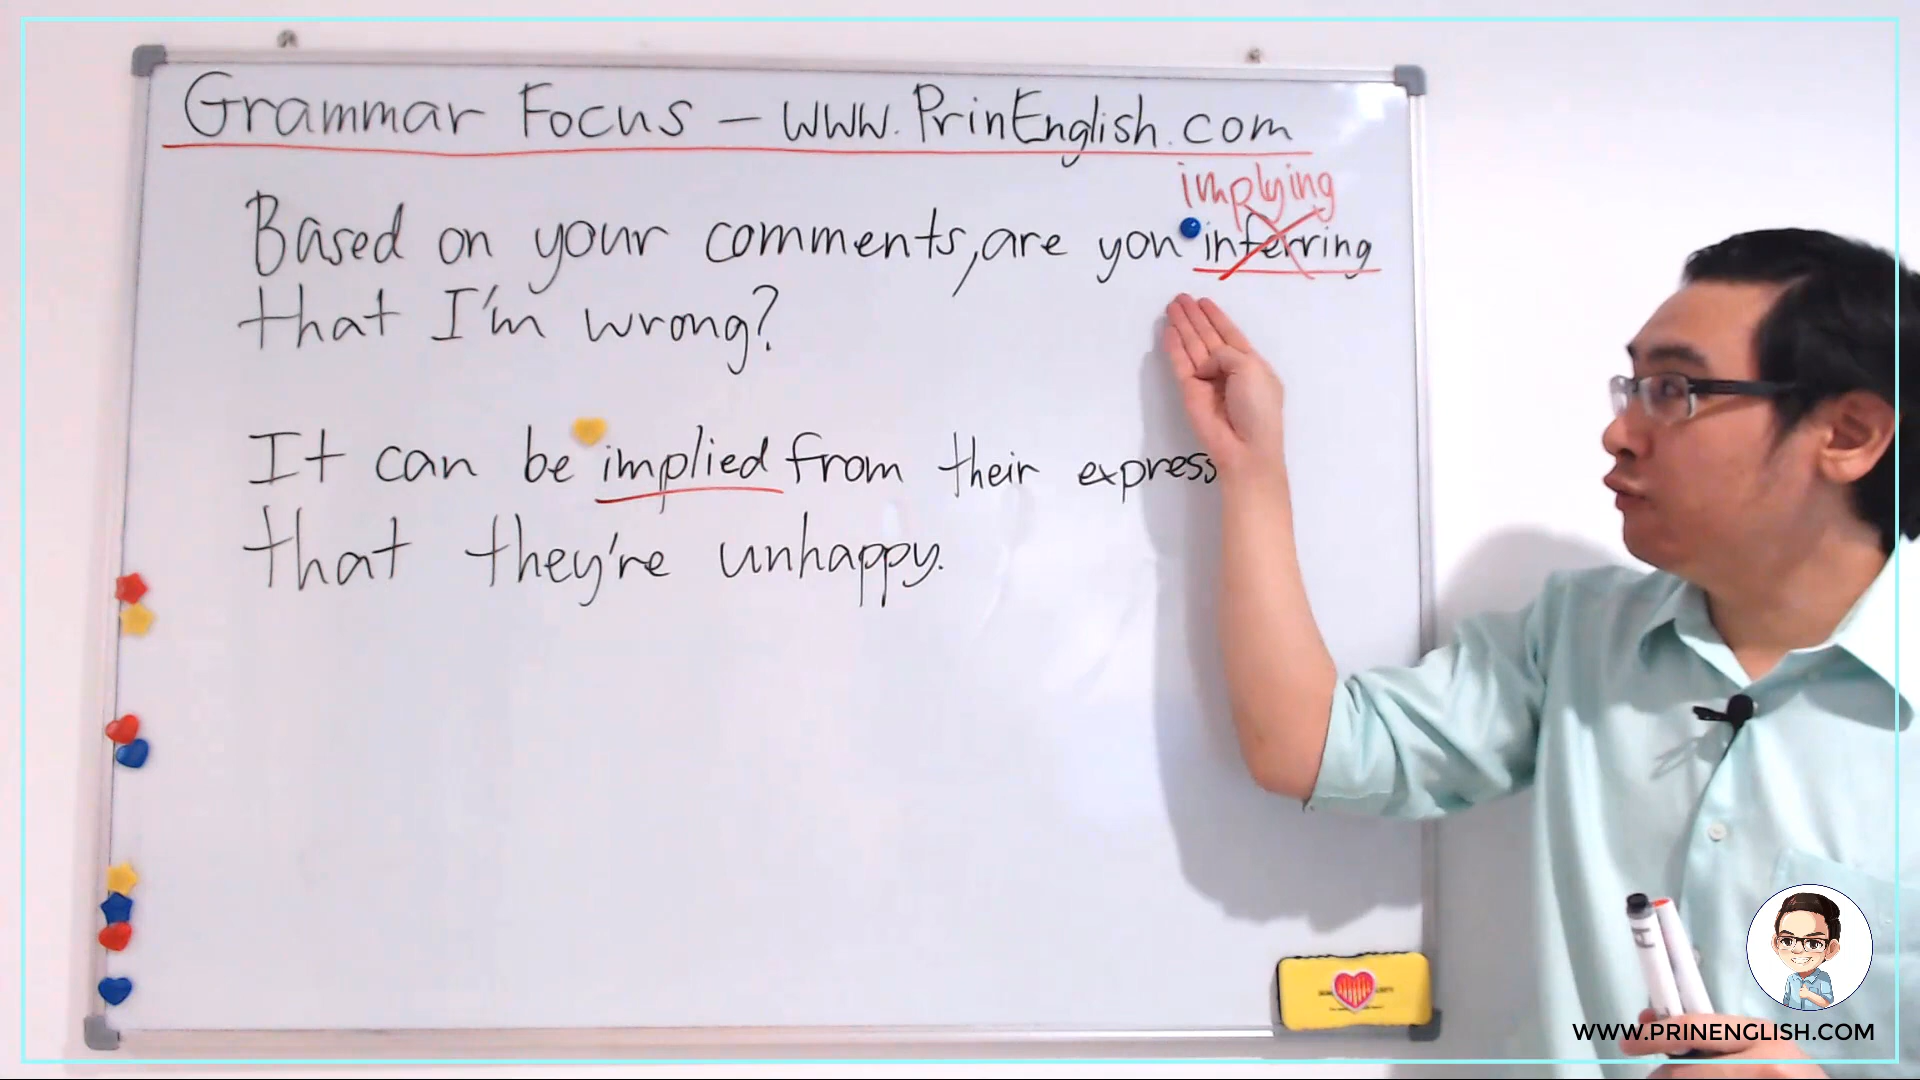 Grammar Focus – www.PrinEnglish.com
implying
Based on your comments, are you inferring
that I'm wrong?
It can be implied from their express
that they're unhappy.
WWW.PRINENGLISH.COM